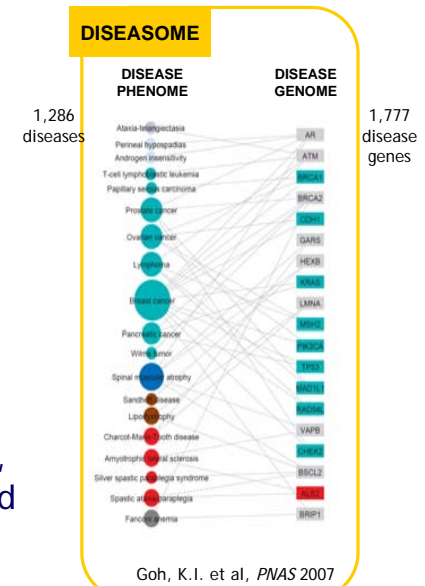 DISEASOME
DISEASE PHENOME
DISEASE GENOME
1,286 diseases
1,777 disease genes
Ataxia-telangiectasia
Perineal hypospadias
Androgen insensitivity
T-cell lymphoblastic leukemia
Papillary serous carcinoma
Prostate cancer
Ovarian cancer
Lymphoma
Breast cancer
Pancreatic cancer
Wilms tumor
Spinal muscular atrophy
Sandhoff disease
Lipodystrophy
Charcot-Marie-Tooth disease
Amyotrophic lateral sclerosis
Silver spastic paraplegia syndrome
Spastic ataxia/paraplegia
Fanconi anemia
AR
ATM
BRCA1
BRCA2
CDH1
GARS
HEXB
KRAS
LMNA
MSH2
PIK3CA
TP53
MAD1L1
RAD54L
VAPB
CHEK2
BSCL2
ALS2
BRIP1
,
d
Goh, K.I. et al, PNAS 2007